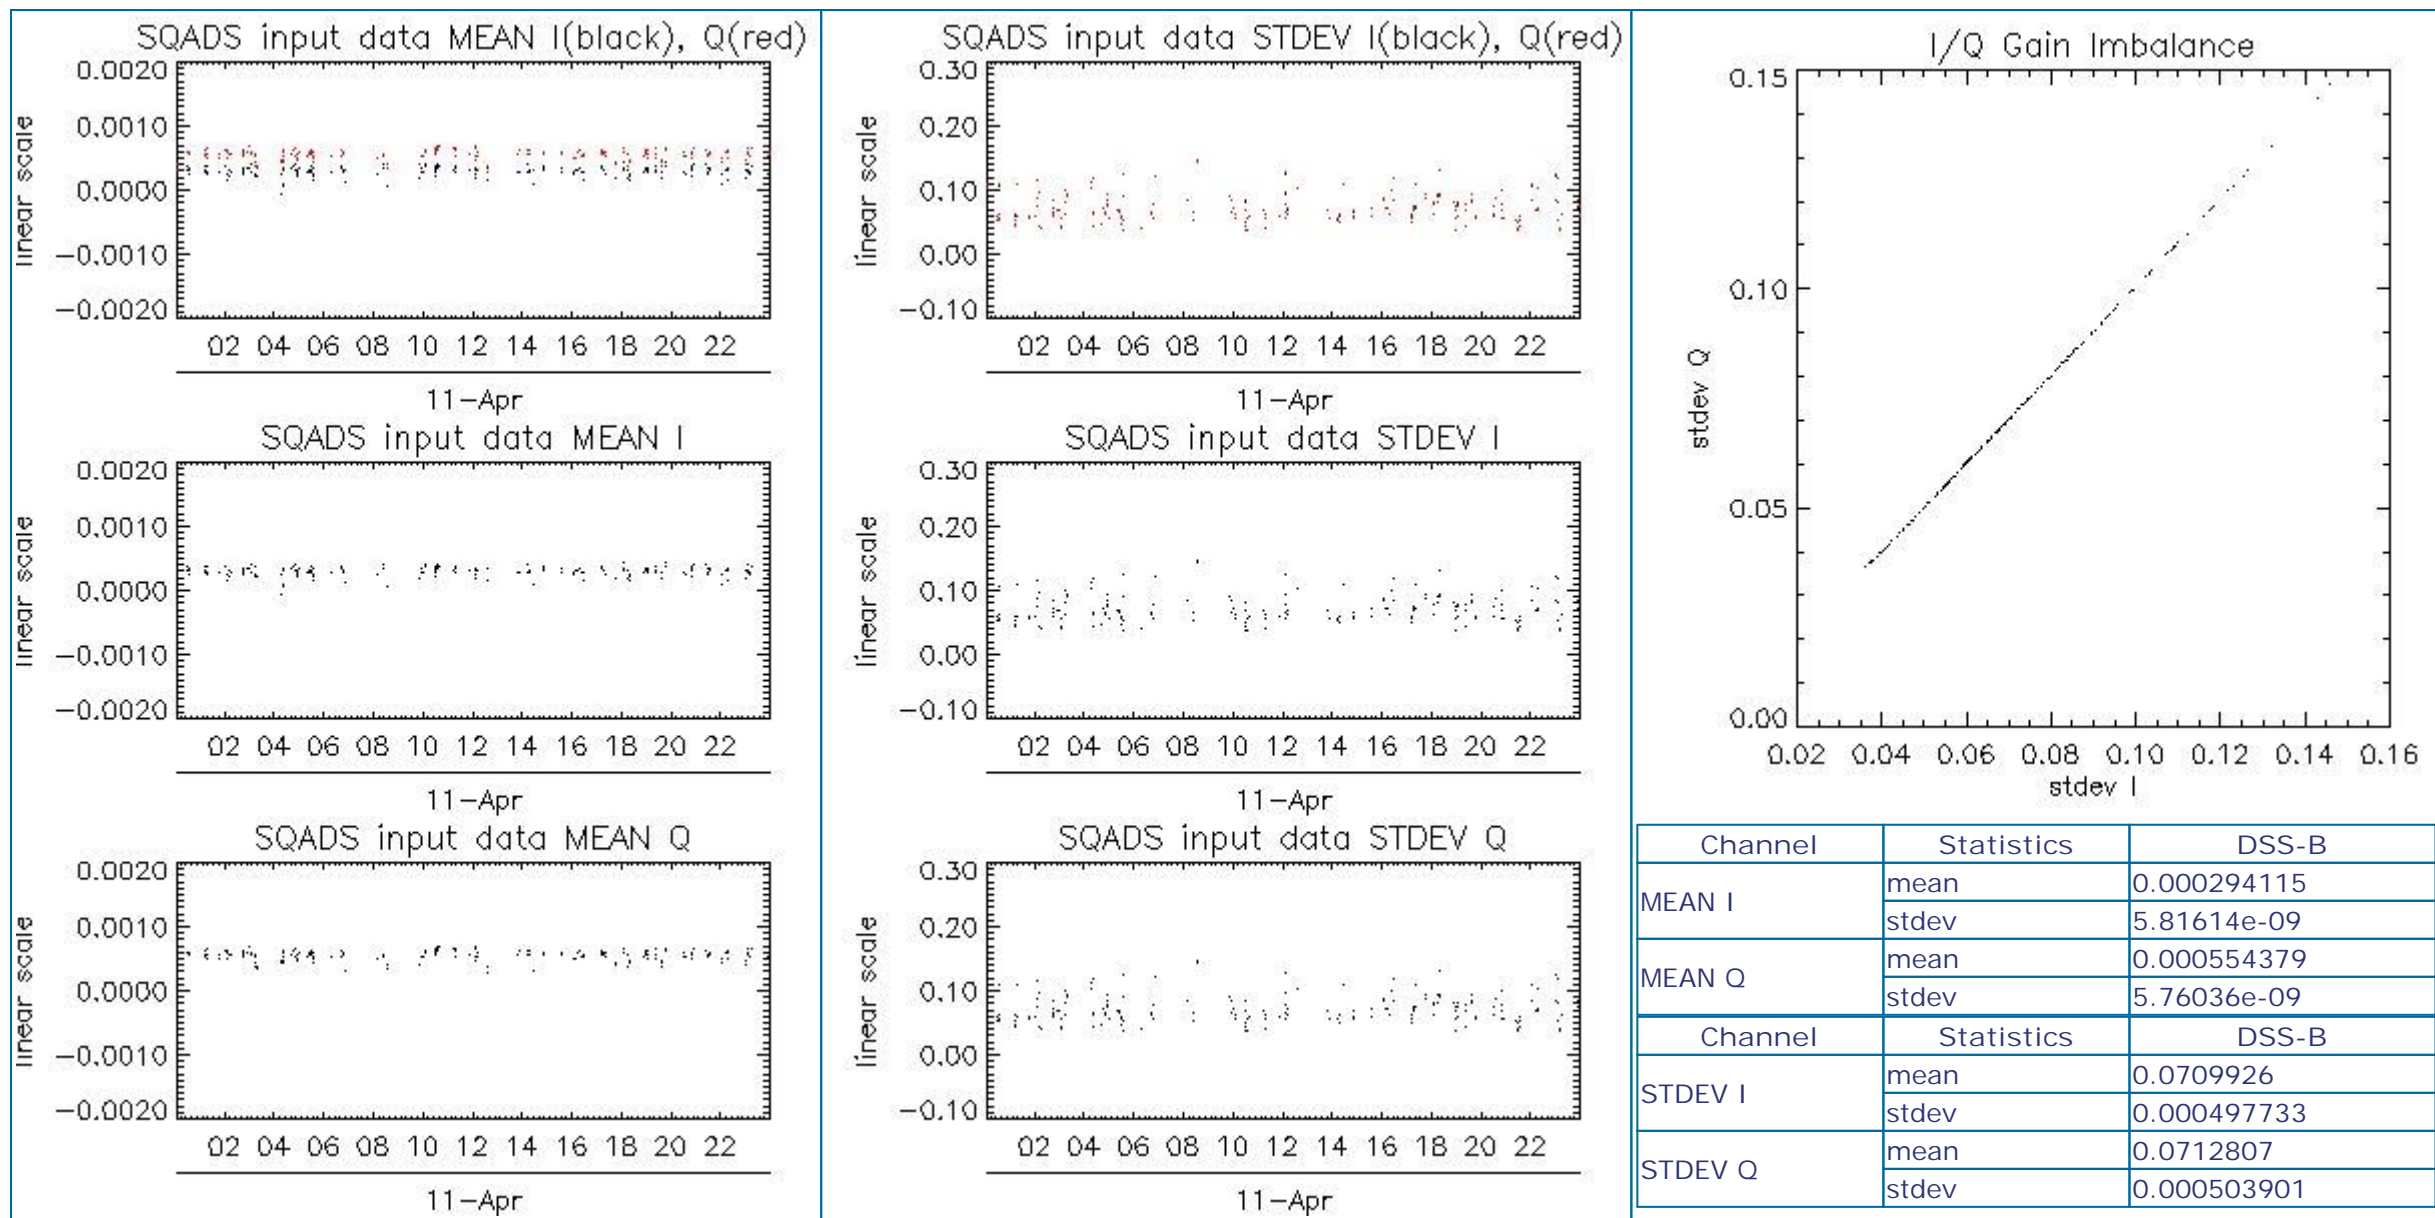 SQADS input data MEAN I(black), Q(red)
0.0020
0.0010
0.0000
-0.0010
-0.0020
linear scale
02 04 06 08 10 12 14 16 18 20 22
11-Apr
SQADS input data MEAN I
0.0020
0.0010
0.0000
-0.0010
-0.0020
linear scale
02 04 06 08 10 12 14 16 18 20 22
11-Apr
SQADS input data MEAN Q
0.0020
0.0010
0.0000
-0.0010
-0.0020
linear scale
02 04 06 08 10 12 14 16 18 20 22
11-Apr
SQADS input data STDEV I(black), Q(red)
0.30
0.20
0.10
0.00
-0.10
linear scale
02 04 06 08 10 12 14 16 18 20 22
11-Apr
SQADS input data STDEV I
0.30
0.20
0.10
0.00
-0.10
linear scale
02 04 06 08 10 12 14 16 18 20 22
11-Apr
SQADS input data STDEV Q
0.30
0.20
0.10
0.00
-0.10
linear scale
02 04 06 08 10 12 14 16 18 20 22
11-Apr
I/Q Gain Imbalance
0.15
0.10
0.05
0.00
stdev Q
0.02 0.04 0.06 0.08 0.10 0.12 0.14 0.16
stdev I
Channel Statistics DSS-B
MEAN I mean 0.000294115
stdev 5.81614e-09
MEAN Q mean 0.000554379
stdev 5.76036e-09
Channel Statistics DSS-B
STDEV I mean 0.0709926
stdev 0.000497733
STDEV Q mean 0.0712807
stdev 0.000503901